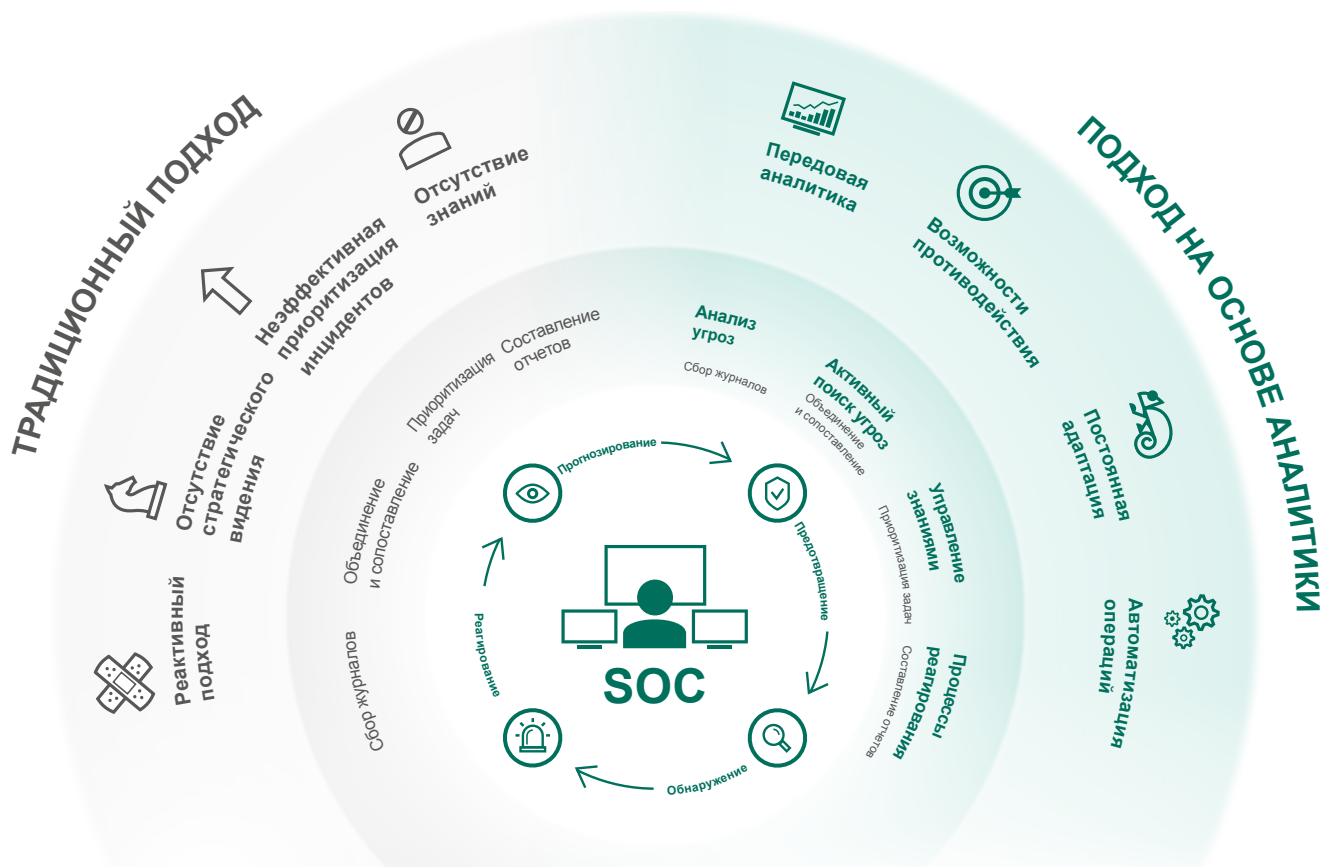 ТРАДИЦИОННЫЙ ПОДХОД
Отсутствие
знаний
Неэффективная
приоритизация
инцидентов
Отсутствие
стратегического
видения
Реактивный
подход
Составление
отчетов
Приоритизация
задач
Объединение
и сопоставление
Сбор журналов
ПОДХОД НА ОСНОВЕ АНАЛИТИКИ
Передовая
аналитика
Возможности
противодействия
Постоянная
адаптация
Автоматизация
операций
Анализ
угроз
Сбор журналов
Активный
поиск угроз
Объединение
и сопоставление
Управление
знаниями
Приоритизация задач
Процессы
реагирования
Составление отчетов
Прогнозирование
Предотвращение
Обнаружение
Реагирование
SOC